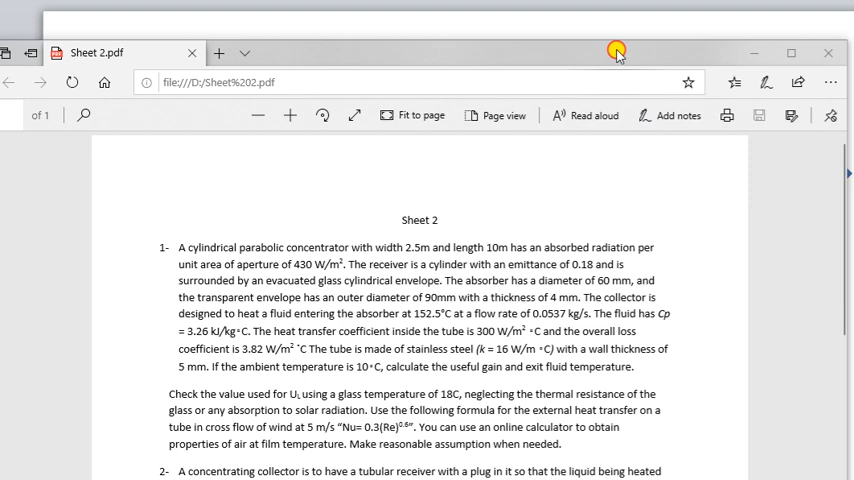 Sheet 2.pdf
file:///D:/Sheet%202.pdf
of 1
Fit to page
Page view
Read aloud
Add notes
Sheet 2
1- A cylindrical parabolic concentrator with width 2.5m and length 10m has an absorbed radiation per
unit area of aperture of 430 W/m². The receiver is a cylinder with an emittance of 0.18 and is
surrounded by an evacuated glass cylindrical envelope. The absorber has a diameter of 60 mm, and
the transparent envelope has an outer diameter of 90mm with a thickness of 4 mm. The collector is
designed to heat a fluid entering the absorber at 152.5°C at a flow rate of 0.0537 kg/s. The fluid has Cp
= 3.26 kJ/kg∘C. The heat transfer coefficient inside the tube is 300 W/m² ∘C and the overall loss
coefficient is 3.82 W/m² °C The tube is made of stainless steel (k = 16 W/m ∘C) with a wall thickness of
5 mm. If the ambient temperature is 10∘C, calculate the useful gain and exit fluid temperature.
Check the value used for UL using a glass temperature of 18C, neglecting the thermal resistance of the
glass or any absorption to solar radiation. Use the following formula for the external heat transfer on a
tube in cross flow of wind at 5 m/s “Nu= 0.3(Re)^0.6”. You can use an online calculator to obtain
properties of air at film temperature. Make reasonable assumption when needed.
2- A concentrating collector is to have a tubular receiver with a plug in it so that the liquid being heated